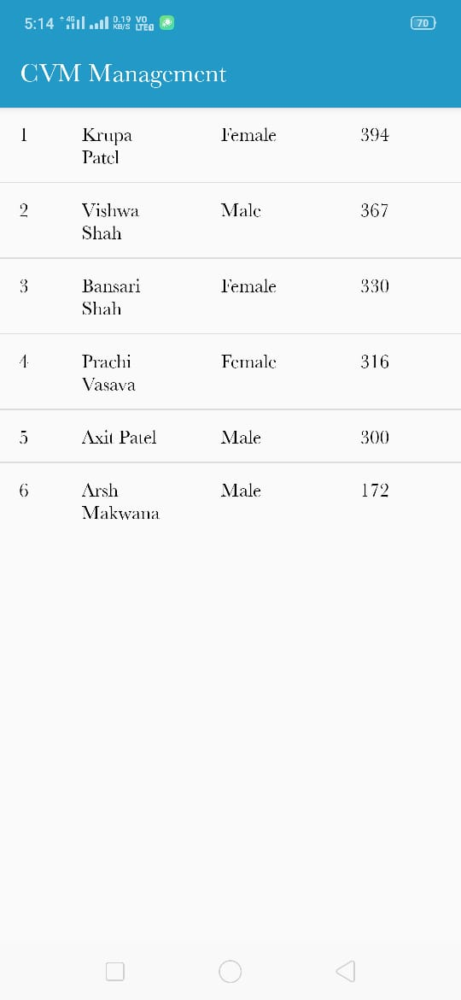 5:14 4G 0.19 KB/S VO LTE 70
CVM Management
1 Krupa Female 394
Patel
2 Vishwa Male 367
Shah
3 Bansari Female 330
Shah
4 Prachi Female 316
Vasava
5 Axit Patel Male 300
6 Arsh Male 172
Makwana